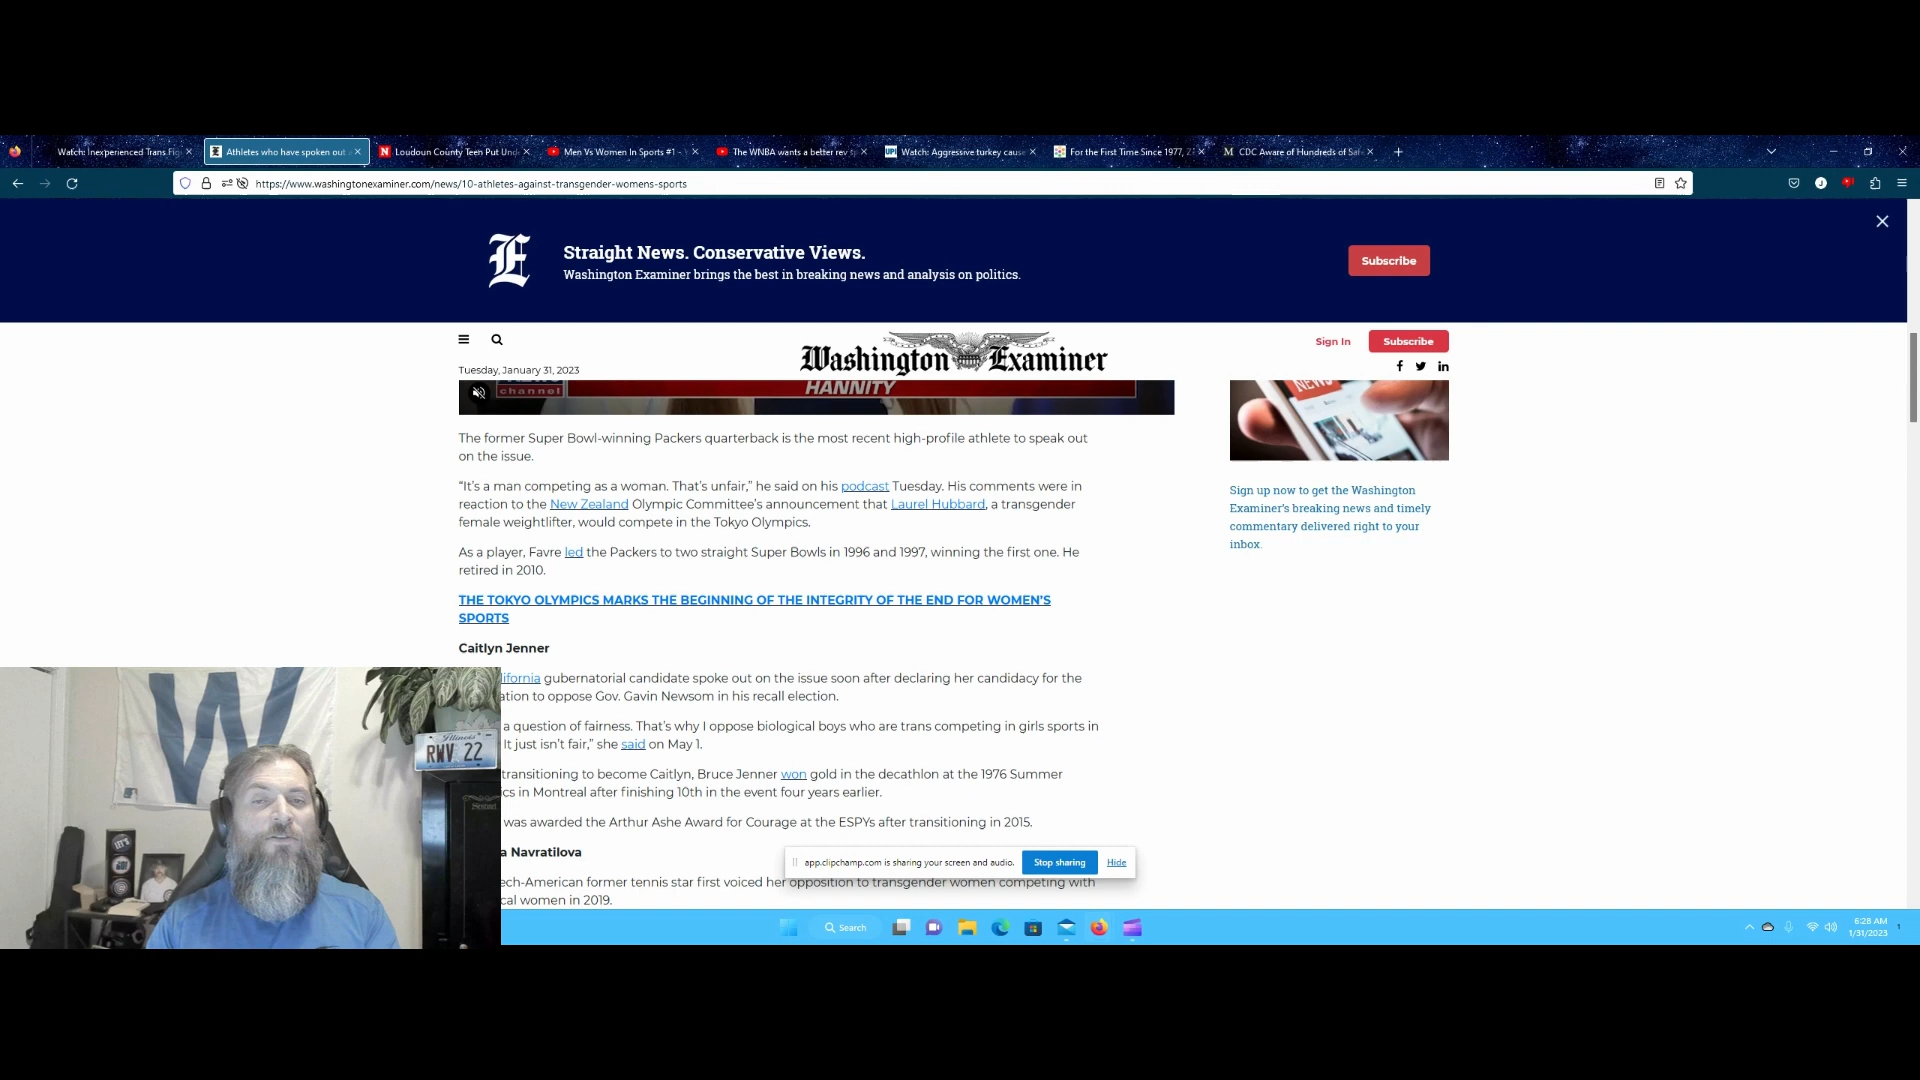 Watch: Inexperienced Trans Fig
Athletes who have spoken out
Loudoun County Teen Put Und
Men Vs Women In Sports #1 -
The WNBA wants a better rev
Watch: Aggressive turkey cause
For the First Time Since 1977,
CDC Aware of Hundreds of Saf
https://www.washingtonexaminer.com/news/10-athletes-against-transgender-womens-sports
Straight News. Conservative Views.
Washington Examiner brings the best in breaking news and analysis on politics.
Subscribe
Washington Examiner
Sign In
Subscribe
Tuesday, January 31, 2023
channel
HANNITY
NEWS
The former Super Bowl-winning Packers quarterback is the most recent high-profile athlete to speak out
on the issue.
“It’s a man competing as a woman. That’s unfair,” he said on his podcast Tuesday. His comments were in
reaction to the New Zealand Olympic Committee’s announcement that Laurel Hubbard, a transgender
female weightlifter, would compete in the Tokyo Olympics.
As a player, Favre led the Packers to two straight Super Bowls in 1996 and 1997, winning the first one. He
retired in 2010.
THE TOKYO OLYMPICS MARKS THE BEGINNING OF THE INTEGRITY OF THE END FOR WOMEN’S
SPORTS
Caitlyn Jenner
ifornia gubernatorial candidate spoke out on the issue soon after declaring her candidacy for the
ation to oppose Gov. Gavin Newsom in his recall election.
a question of fairness. That’s why I oppose biological boys who are trans competing in girls sports in
It just isn’t fair,” she said on May 1.
transitioning to become Caitlyn, Bruce Jenner won gold in the decathlon at the 1976 Summer
ics in Montreal after finishing 10th in the event four years earlier.
was awarded the Arthur Ashe Award for Courage at the ESPYs after transitioning in 2015.
a Navratilova
ech-American former tennis star first voiced her opposition to transgender women competing with
cal women in 2019.
Sign up now to get the Washington
Examiner’s breaking news and timely
commentary delivered right to your
inbox.
app.clipchamp.com is sharing your screen and audio.
Stop sharing
Hide
Illinois
RWV 22
W
LET'S
GO
Search
6:28 AM
1/31/2023